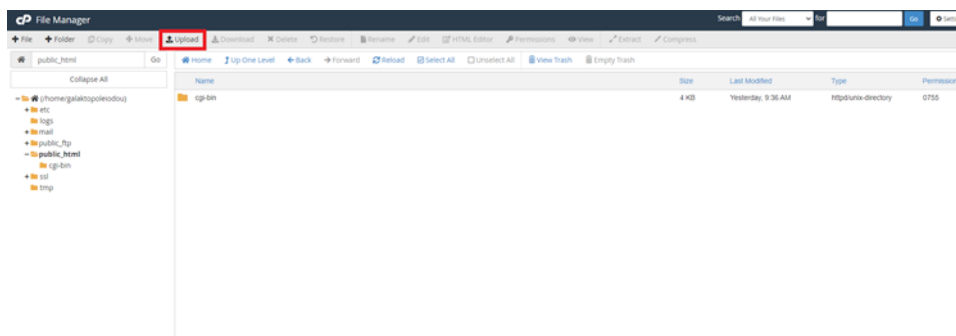 cP File Manager Search All Your Files for Go Setti
File Folder Copy Move Upload Download Delete Restore Rename Edit HTML Editor Permissions View Extract Compress
public_html Go Home Up One Level Back Forward Reload Select All Unselect All View Trash Empty Trash
Collapse All Name Size Last Modified Type Permission
(/home/galaktopoleiodou) cgi-bin 4 KB Yesterday, 9:36 AM httpd/unix-directory 0755
etc
logs
mail
public_ftp
public_html
cgi-bin
ssl
tmp